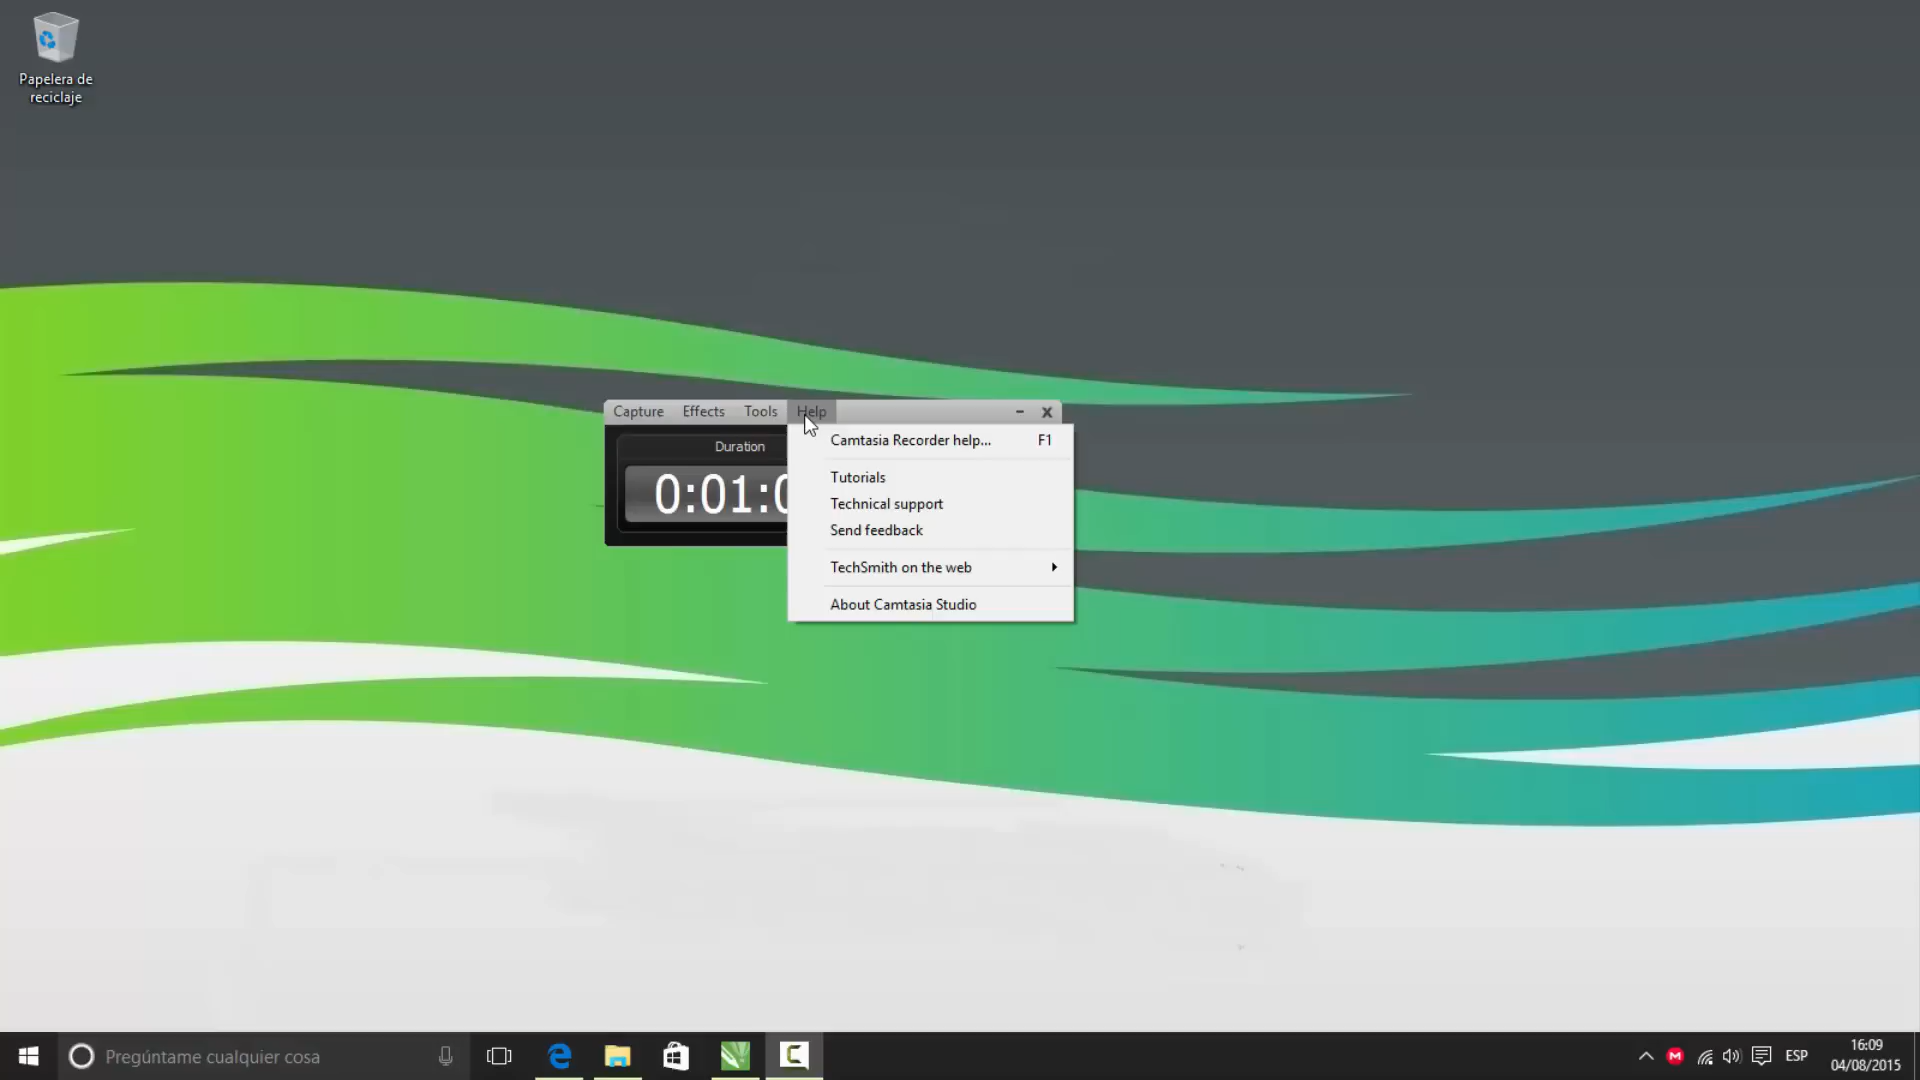 Papelera de
reciclaje
Capture Effects Tools Help
Duration
0:01:0
Camtasia Recorder help... F1
Tutorials
Technical support
Send feedback
TechSmith on the web
About Camtasia Studio
Pregúntame cualquier cosa
ESP
16:09
04/08/2015